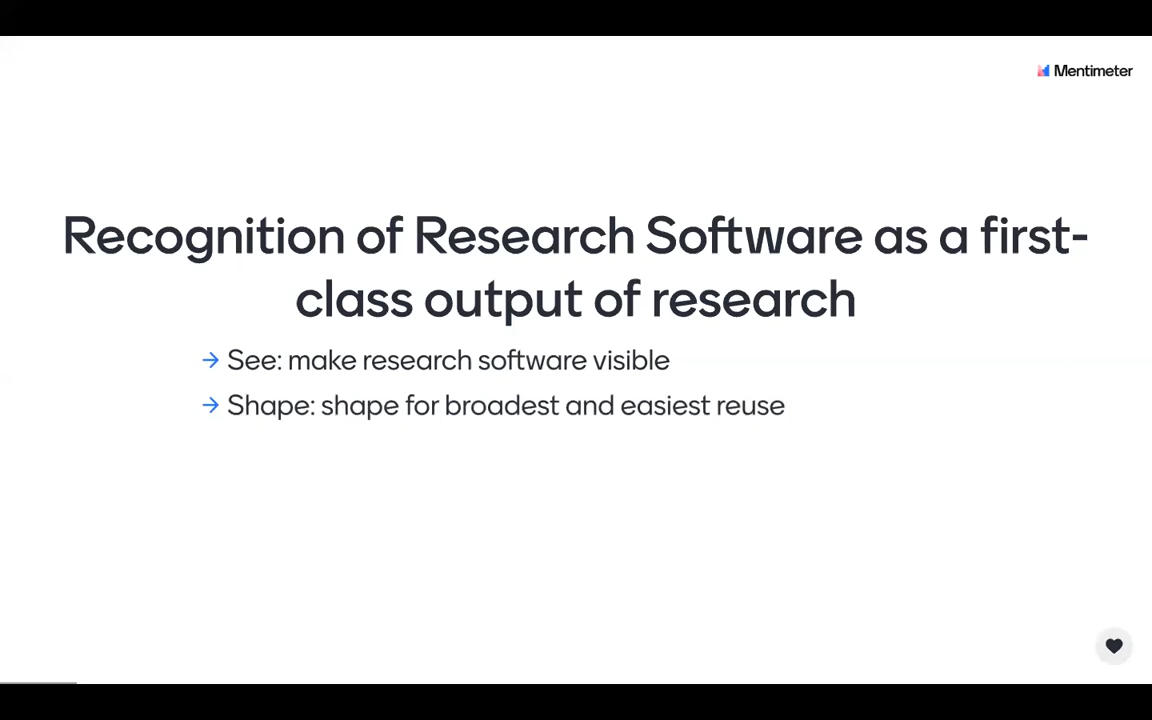 Mentimeter
Recognition of Research Software as a first-
class output of research
→ See: make research software visible
→ Shape: shape for broadest and easiest reuse